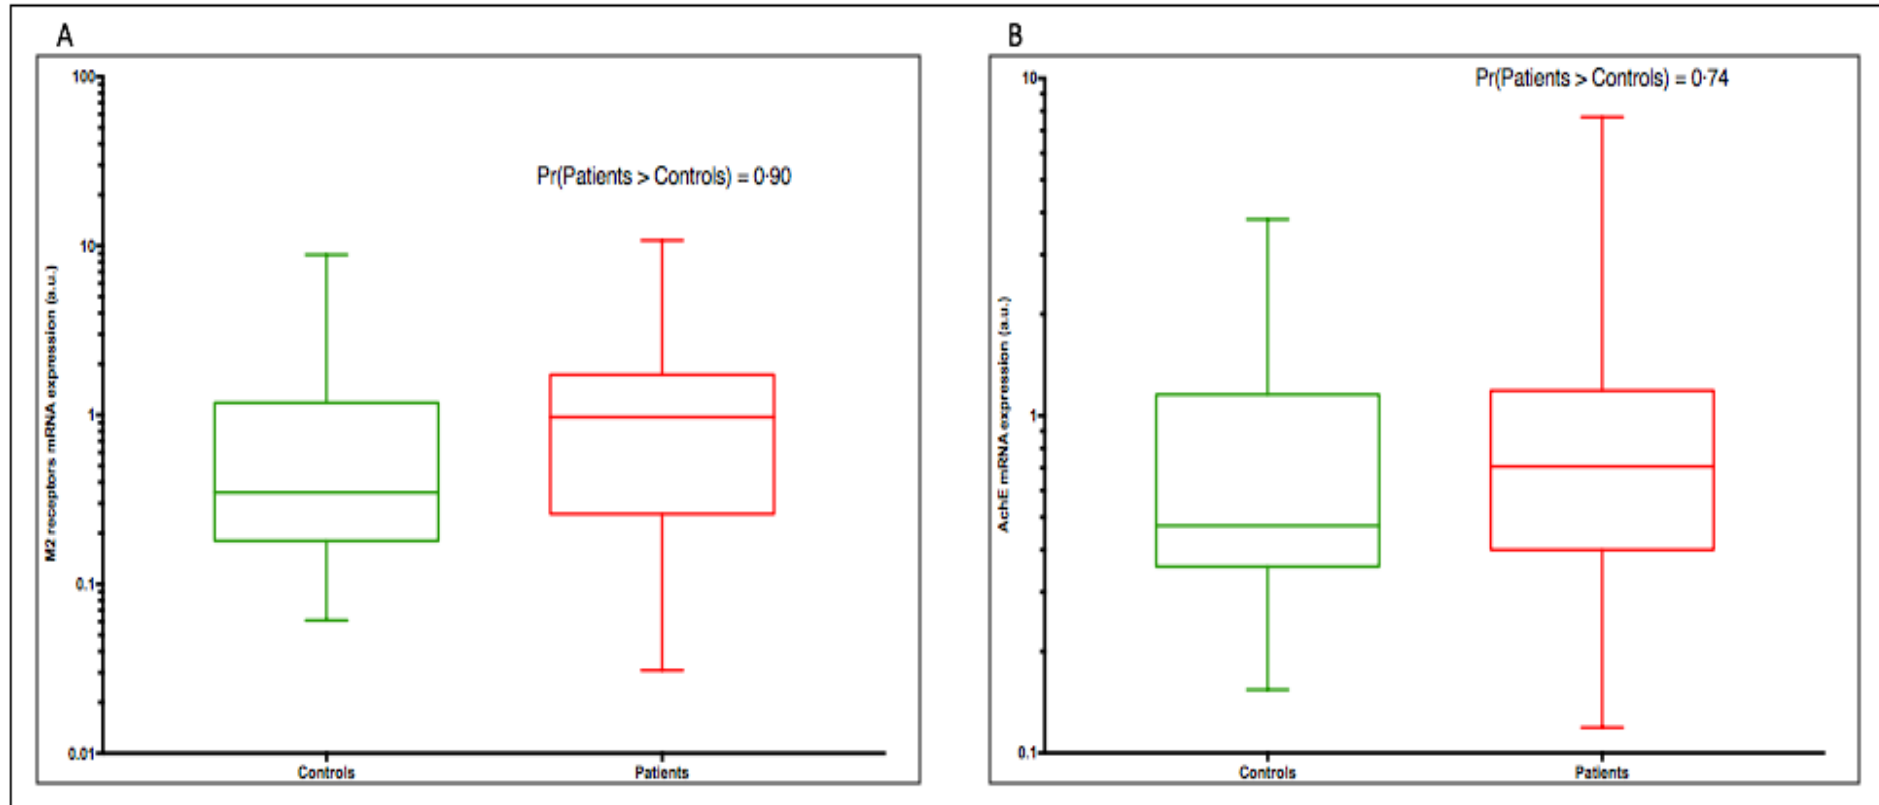 A
100
10
1
0.1
0.01
M2 receptors mRNA expression (a.u.)
Pr(Patients > Controls) = 0·90
Controls
Patients
B
10
1
0.1
AchE mRNA expression (a.u.)
Pr(Patients > Controls) = 0·74
Controls
Patients